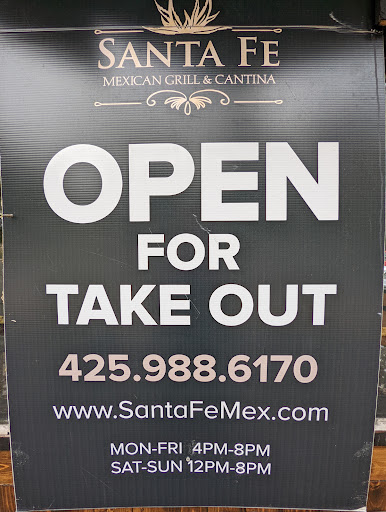 SANTA FE
MEXICAN GRILL & CANTINA
OPEN
FOR
TAKE OUT
425.988.6170
www.SantaFeMex.com
MON-FRI 4PM-8PM
SAT-SUN 12PM-8PM